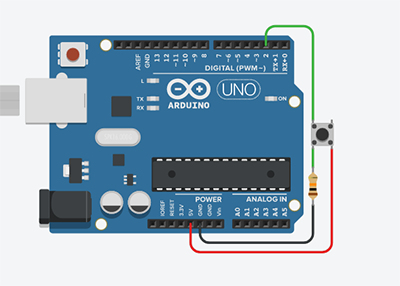 AREF
GND
13
12
~11
~10
~9
8
7
~6
~5
4
~3
2
TX→1
RX←0
DIGITAL (PWM~)
L
TX
RX
UNO
ARDUINO
ON
POWER
ANALOG IN
IOREF
RESET
3.3V
5V
GND
GND
Vin
A0
A1
A2
A3
A4
A5